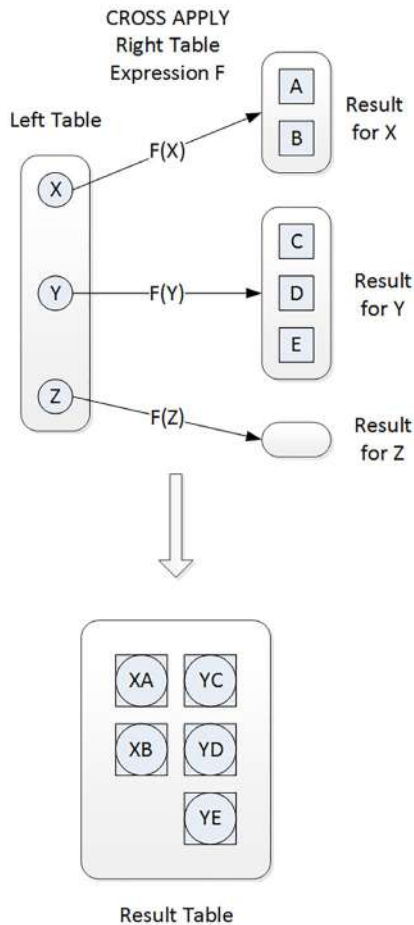 CROSS APPLY
Right Table
Expression F
Left Table
X
F(X)
A
B
Result
for X
Y
F(Y)
C
D
E
Result
for Y
Z
F(Z)
Result
for Z
XA
YC
XB
YD
YE
Result Table